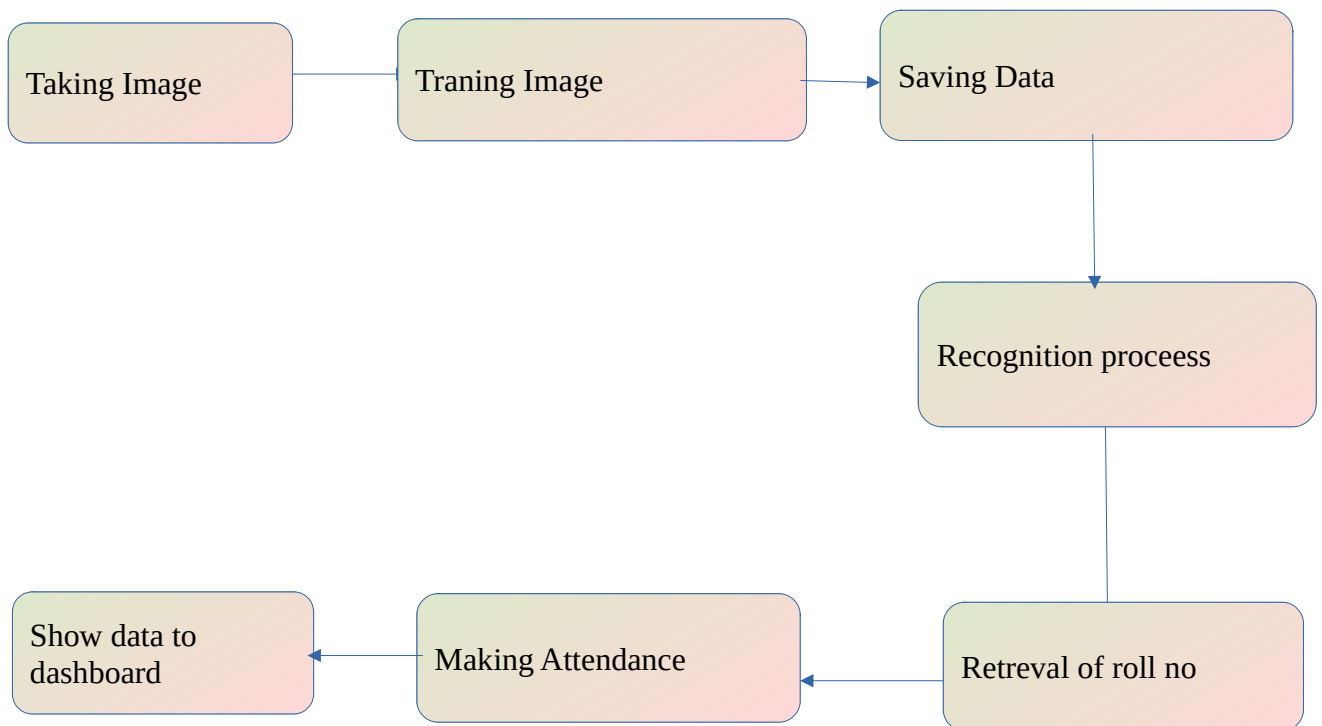 Taking Image
Traning Image
Saving Data
Recognition proceess
Retreval of roll no
Making Attendance
Show data to
dashboard